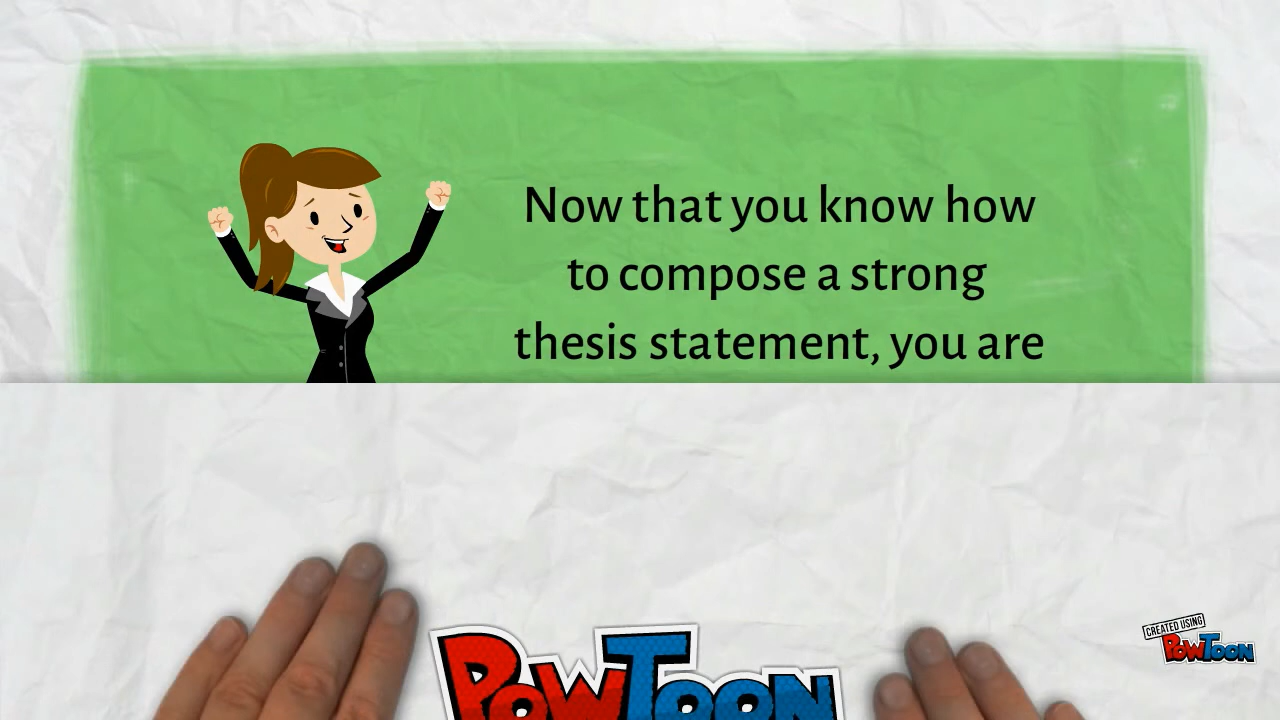 Now that you know how
to compose a strong
thesis statement, you are
CREATED USING
POWTOON
POWTOON